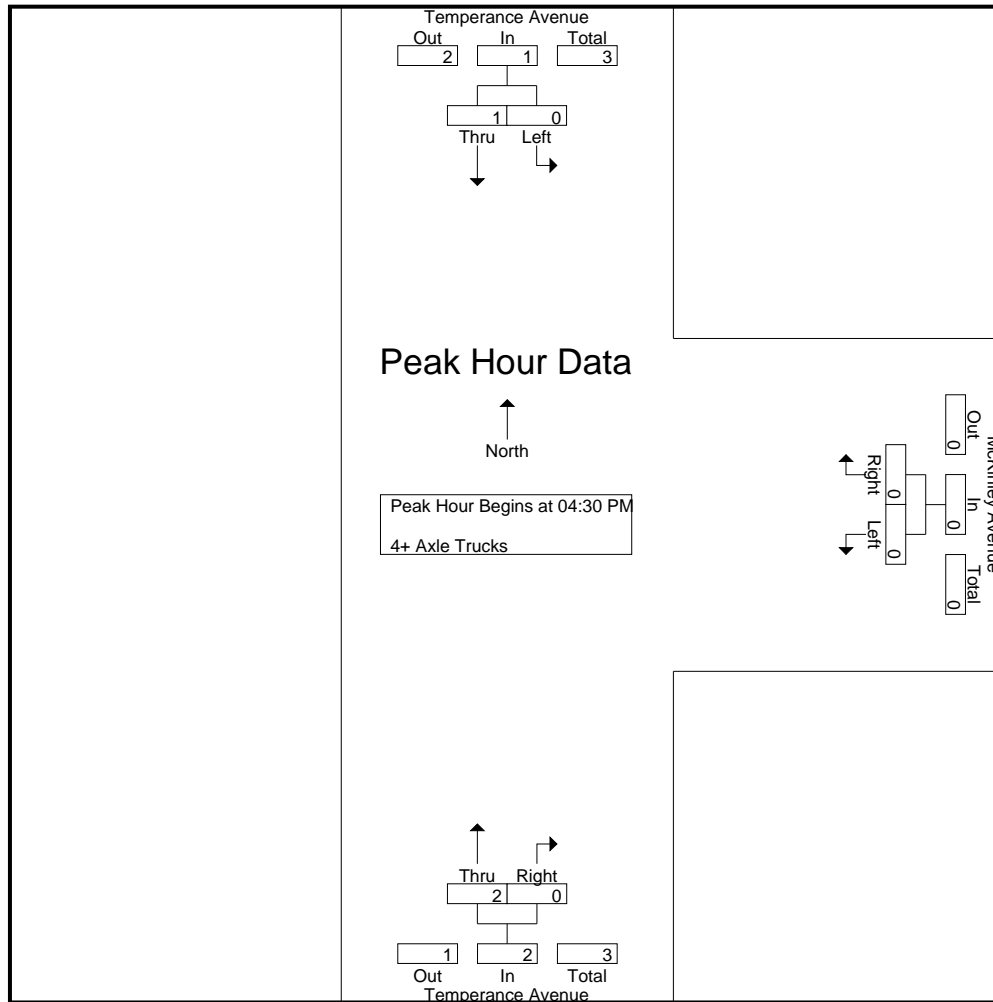 Temperance Avenue
Out In Total
2 1 3
1 0
Thru Left
Peak Hour Data
North
Peak Hour Begins at 04:30 PM
4+ Axle Trucks
McKinley Avenue
Out In Total
0 0 0
Right Left
0 0
Thru Right
2 0
1 2 3
Out In Total
Temperance Avenue